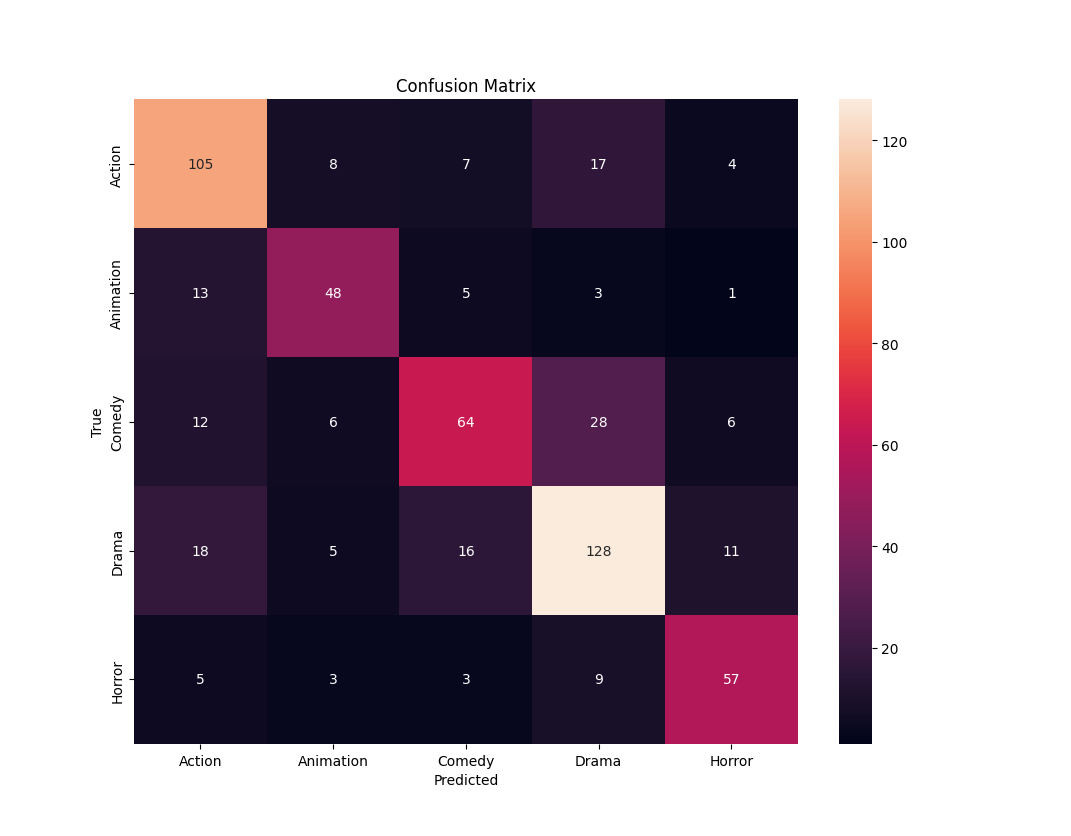 Confusion Matrix
Action 105 8 7 17 4
Animation 13 48 5 3 1
True
Comedy 12 6 64 28 6
Drama 18 5 16 128 11
Horror 5 3 3 9 57
Action Animation Comedy Drama Horror
Predicted
120
100
80
60
40
20